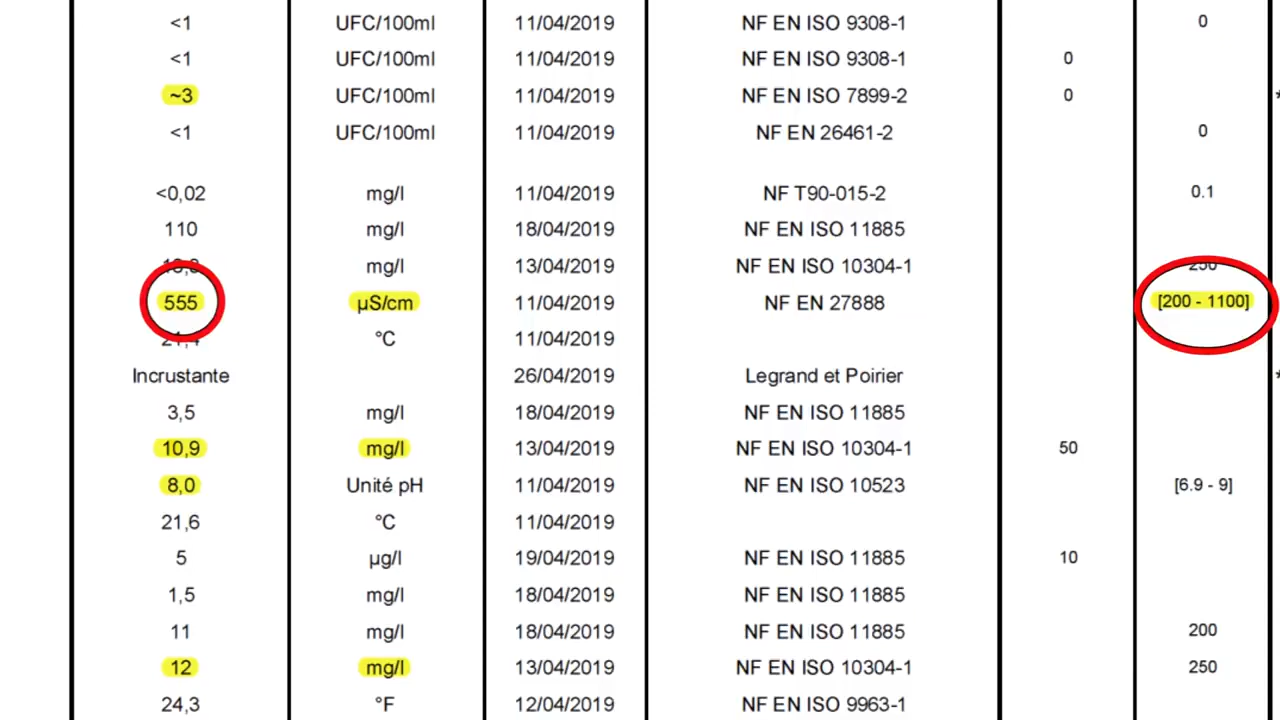 <1 UFC/100ml 11/04/2019 NF EN ISO 9308-1 0
<1 UFC/100ml 11/04/2019 NF EN ISO 9308-1 0
~3 UFC/100ml 11/04/2019 NF EN ISO 7899-2 0 *
<1 UFC/100ml 11/04/2019 NF EN 26461-2 0
<0,02 mg/l 11/04/2019 NF T90-015-2 0.1
110 mg/l 18/04/2019 NF EN ISO 11885
mg/l 13/04/2019 NF EN ISO 10304-1 250
555 µS/cm 11/04/2019 NF EN 27888 [200 - 1100]
21,4 °C 11/04/2019
Incrustante 26/04/2019 Legrand et Poirier *
3,5 mg/l 18/04/2019 NF EN ISO 11885
10,9 mg/l 13/04/2019 NF EN ISO 10304-1 50
8,0 Unité pH 11/04/2019 NF EN ISO 10523 [6.9 - 9]
21,6 °C 11/04/2019
5 µg/l 19/04/2019 NF EN ISO 11885 10
1,5 mg/l 18/04/2019 NF EN ISO 11885
11 mg/l 18/04/2019 NF EN ISO 11885 200
12 mg/l 13/04/2019 NF EN ISO 10304-1 250
24,3 °F 12/04/2019 NF EN ISO 9963-1